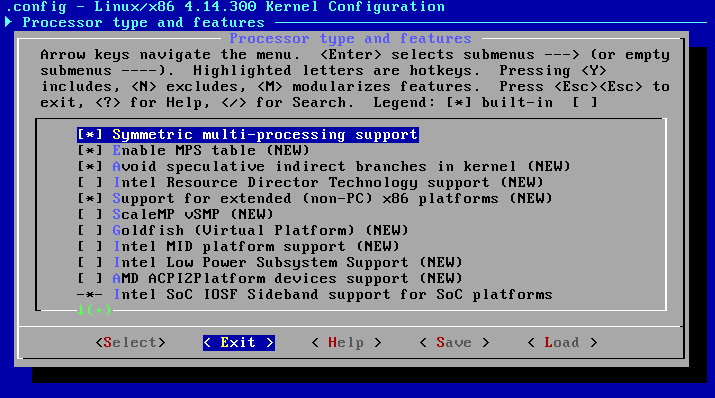 .config - Linux/x86 4.14.300 Kernel Configuration
Processor type and features
Processor type and features
Arrow keys navigate the menu.  <Enter> selects submenus ---> (or empty
submenus ----).  Highlighted letters are hotkeys.  Pressing <Y>
includes, <N> excludes, <M> modularizes features.  Press <Esc><Esc> to
exit, <?> for Help, </> for Search.  Legend: [*] built-in  [ ]
[*] Symmetric multi-processing support
[*] Enable MPS table (NEW)
[*] Avoid speculative indirect branches in kernel (NEW)
[ ] Intel Resource Director Technology support (NEW)
[*] Support for extended (non-PC) x86 platforms (NEW)
[ ] ScaleMP vSMP (NEW)
[ ] Goldfish (Virtual Platform) (NEW)
[ ] Intel MID platform support (NEW)
[ ] Intel Low Power Subsystem Support (NEW)
[ ] AMD ACPI2Platform devices support (NEW)
-*- Intel SoC IOSF Sideband support for SoC platforms
↓(+)
<Select>    < Exit >    < Help >    < Save >    < Load >